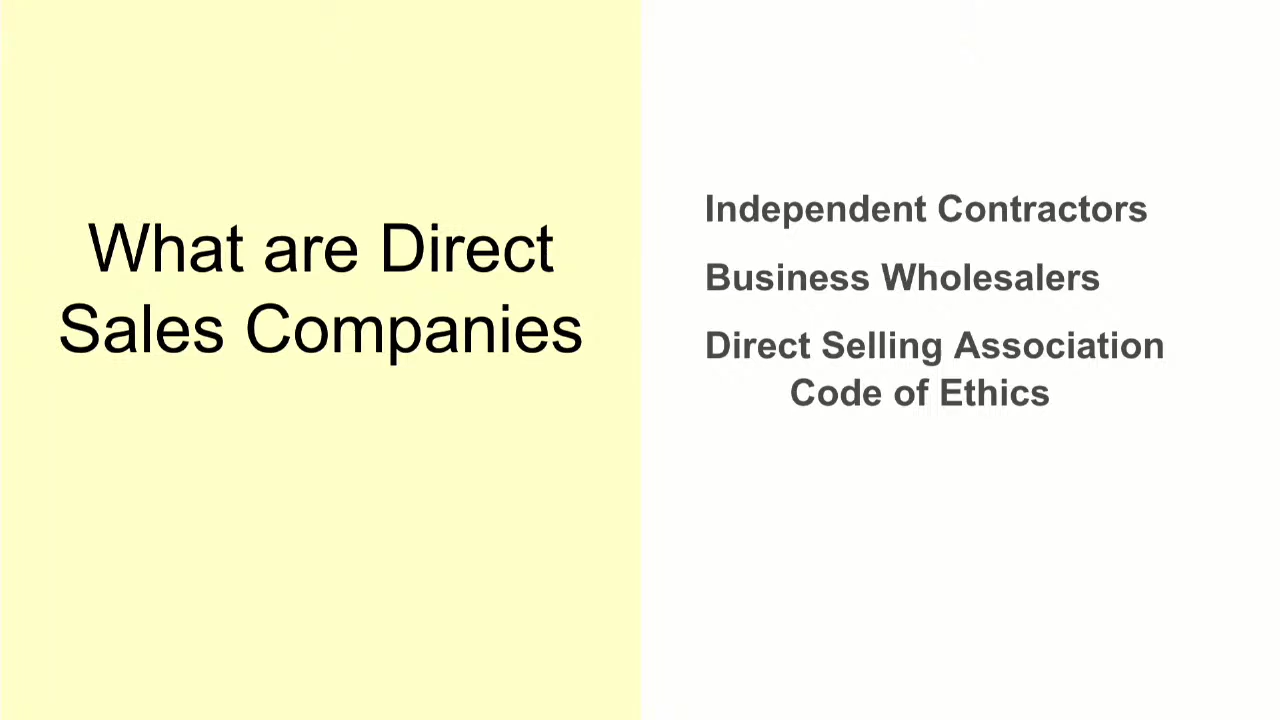 What are Direct
Sales Companies
Independent Contractors
Business Wholesalers
Direct Selling Association
Code of Ethics